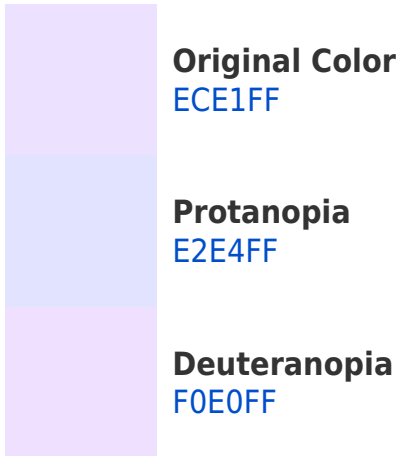 Original Color
ECE1FF
Protanopia
E2E4FF
Deuteranopia
F0E0FF